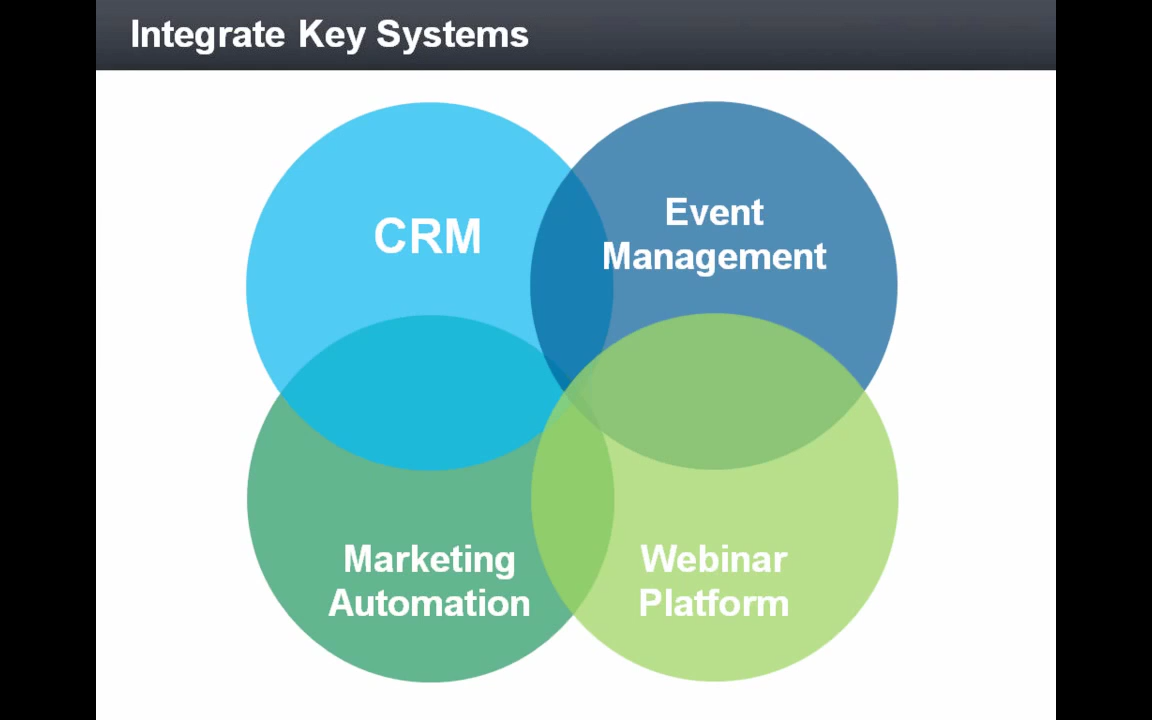 Integrate Key Systems
CRM
Event
Management
Marketing
Automation
Webinar
Platform